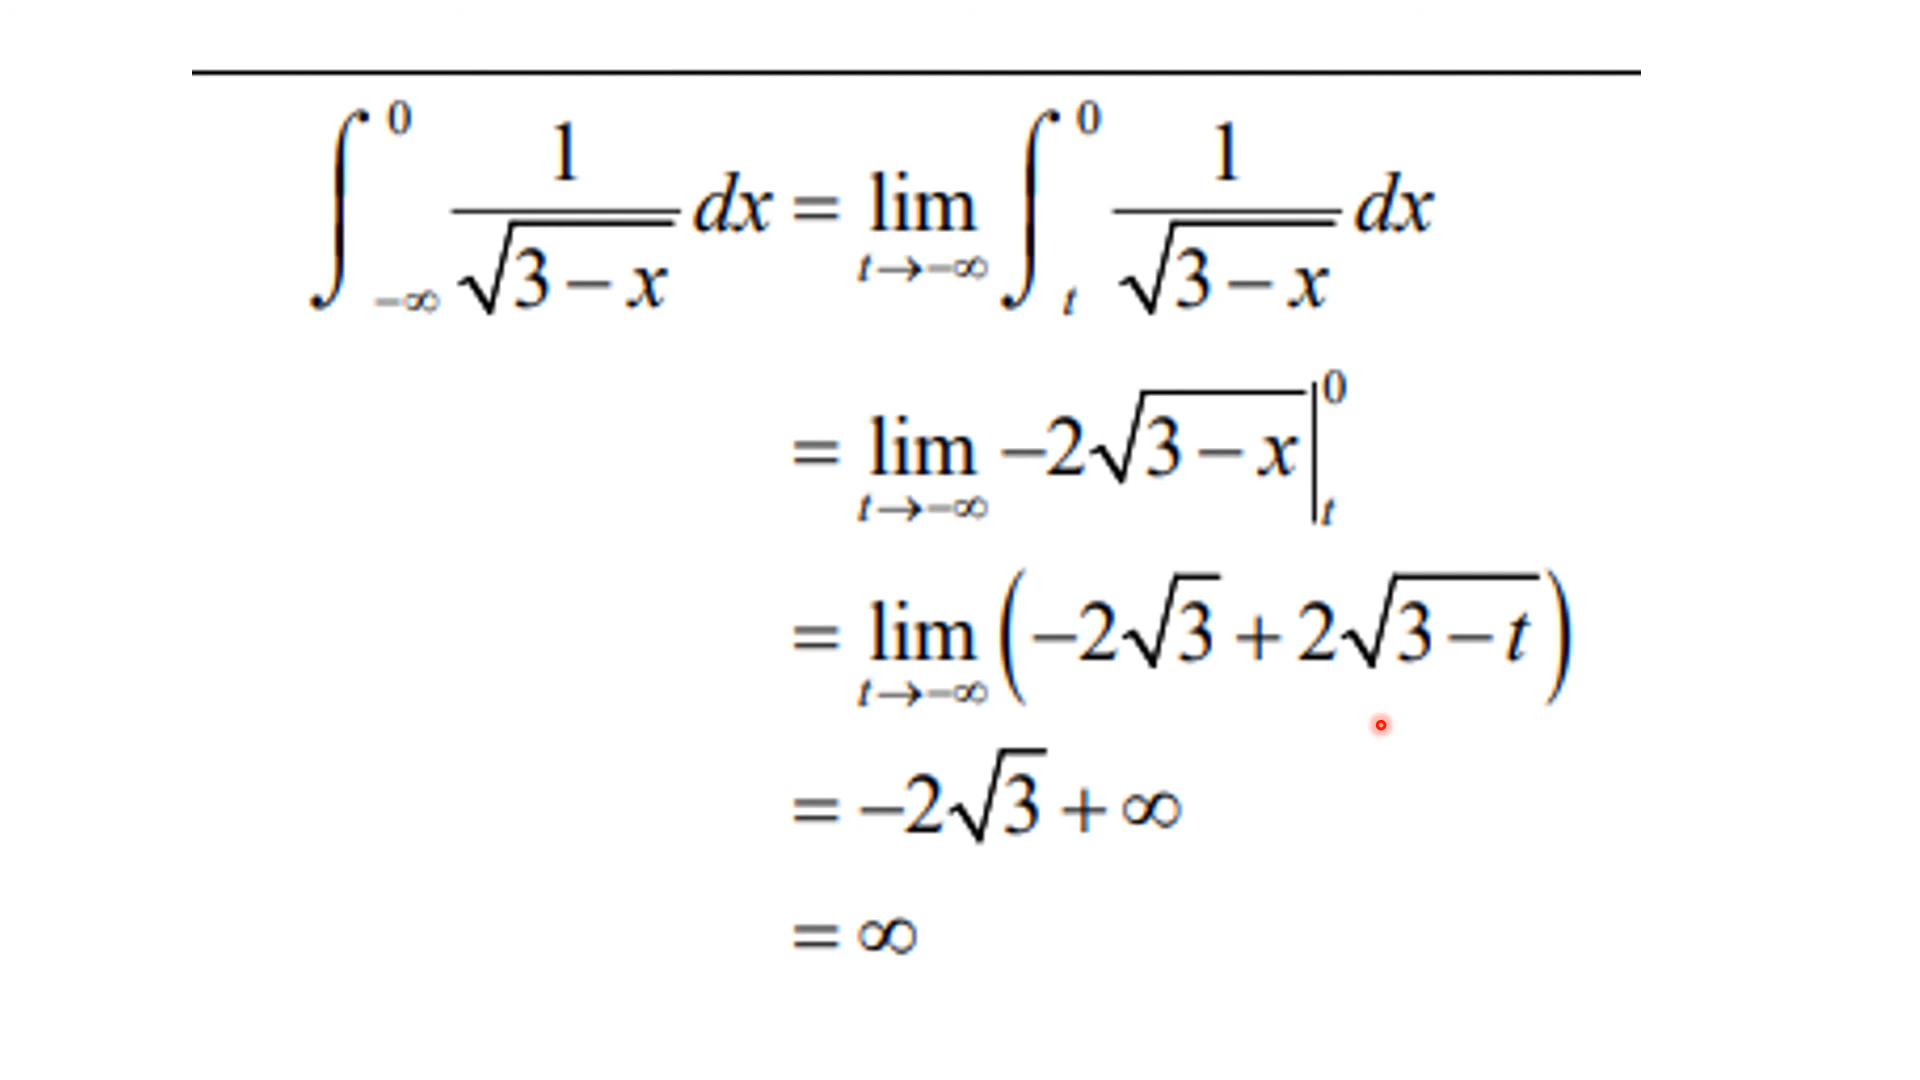 ∫_{-∞}^{0} 1/√(3−x) dx = lim_{t→−∞} ∫_{t}^{0} 1/√(3−x) dx
= lim_{t→−∞} −2√(3−x) |_{t}^{0}
= lim_{t→−∞} (−2√3 + 2√(3−t))
= −2√3 + ∞
= ∞